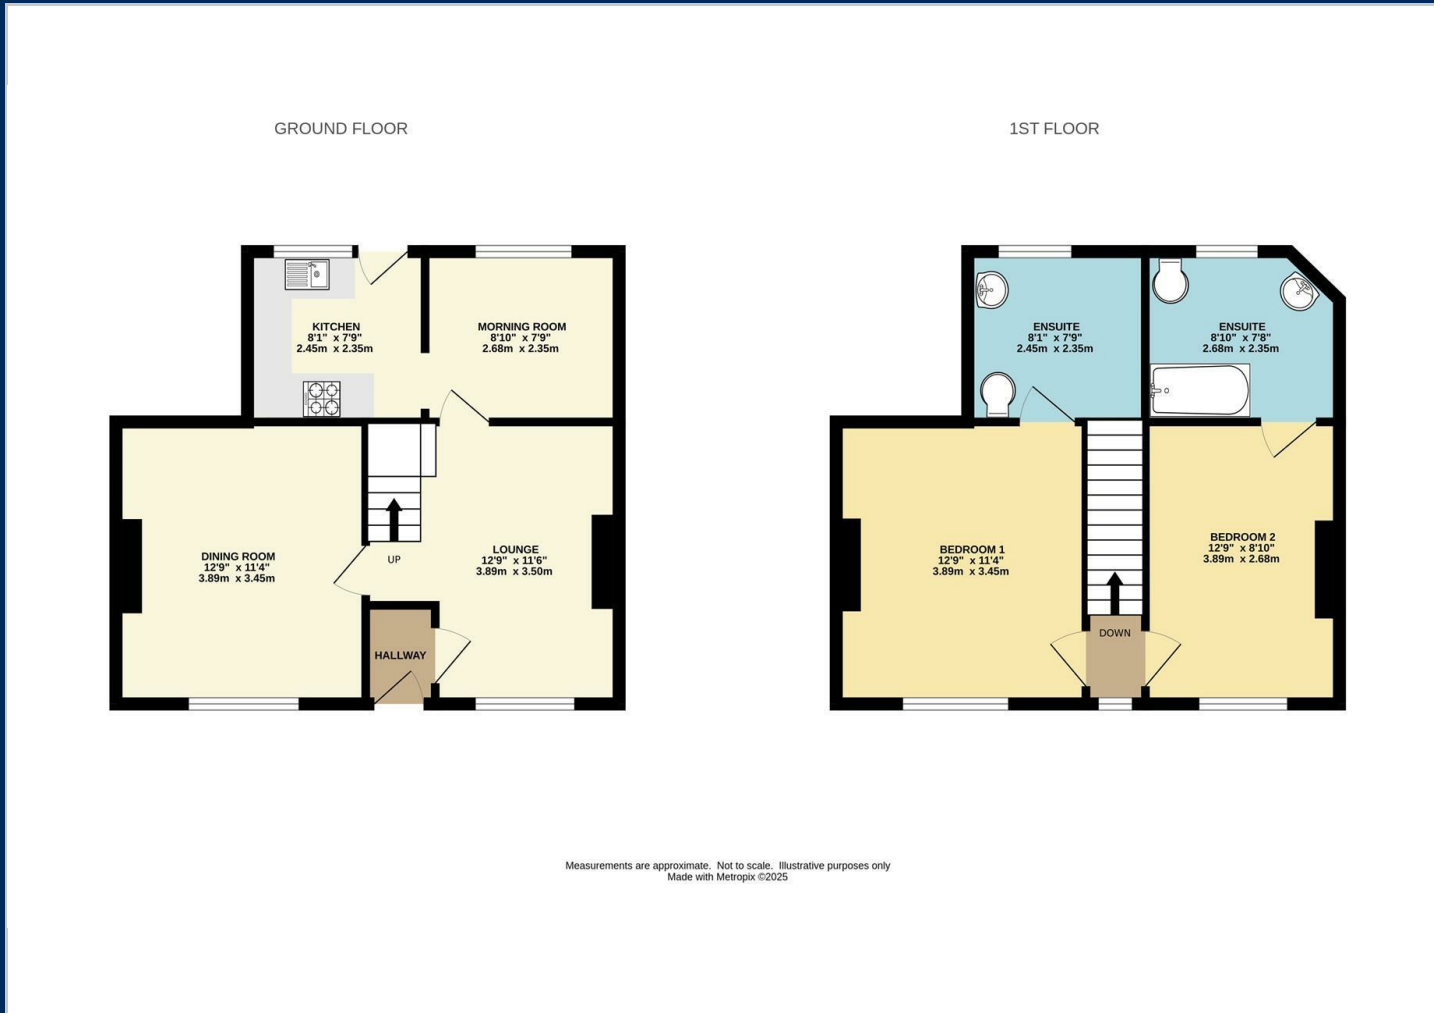 GROUND FLOOR
1ST FLOOR
KITCHEN
8'1" x 7'9"
2.45m x 2.35m
MORNING ROOM
8'10" x 7'9"
2.68m x 2.35m
DINING ROOM
12'9" x 11'4"
3.89m x 3.45m
UP
LOUNGE
12'9" x 11'6"
3.89m x 3.50m
HALLWAY
ENSUITE
8'1" x 7'9"
2.45m x 2.35m
ENSUITE
8'10" x 7'8"
2.68m x 2.35m
BEDROOM 1
12'9" x 11'4"
3.89m x 3.45m
BEDROOM 2
12'9" x 8'10"
3.89m x 2.68m
DOWN
Measurements are approximate. Not to scale. Illustrative purposes only
Made with Metropix ©2025